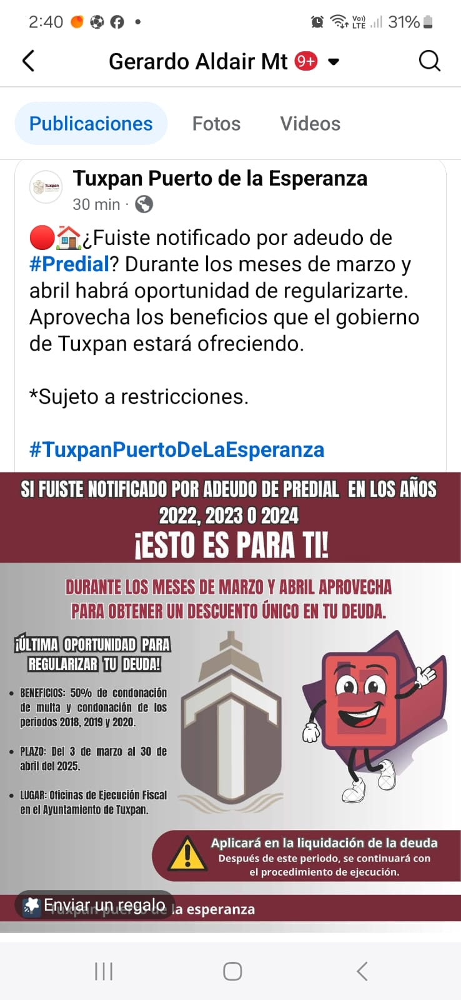 2:40
Vo))
LTE
31%
Gerardo Aldair Mt 9+
Publicaciones
Fotos
Videos
Tuxpan
Tuxpan Puerto de la Esperanza
30 min ·
¿Fuiste notificado por adeudo de
#Predial? Durante los meses de marzo y
abril habrá oportunidad de regularizarte.
Aprovecha los beneficios que el gobierno
de Tuxpan estará ofreciendo.
*Sujeto a restricciones.
#TuxpanPuertoDeLaEsperanza
SI FUISTE NOTIFICADO POR ADEUDO DE PREDIAL EN LOS AÑOS
2022, 2023 O 2024
¡ESTO ES PARA TI!
DURANTE LOS MESES DE MARZO Y ABRIL APROVECHA
PARA OBTENER UN DESCUENTO ÚNICO EN TU DEUDA.
¡ÚLTIMA OPORTUNIDAD PARA
REGULARIZAR TU DEUDA!
• BENEFICIOS: 50% de condonación
de multa y condonación de los
periodos 2018, 2019 y 2020.
• PLAZO: Del 3 de marzo al 30 de
abril del 2025.
• LUGAR: Oficinas de Ejecución Fiscal
en el Ayuntamiento de Tuxpan.
Aplicará en la liquidación de la deuda
Después de este periodo, se continuará con
el procedimiento de ejecución.
Enviar un regalo
Tuxpan puerto de la esperanza